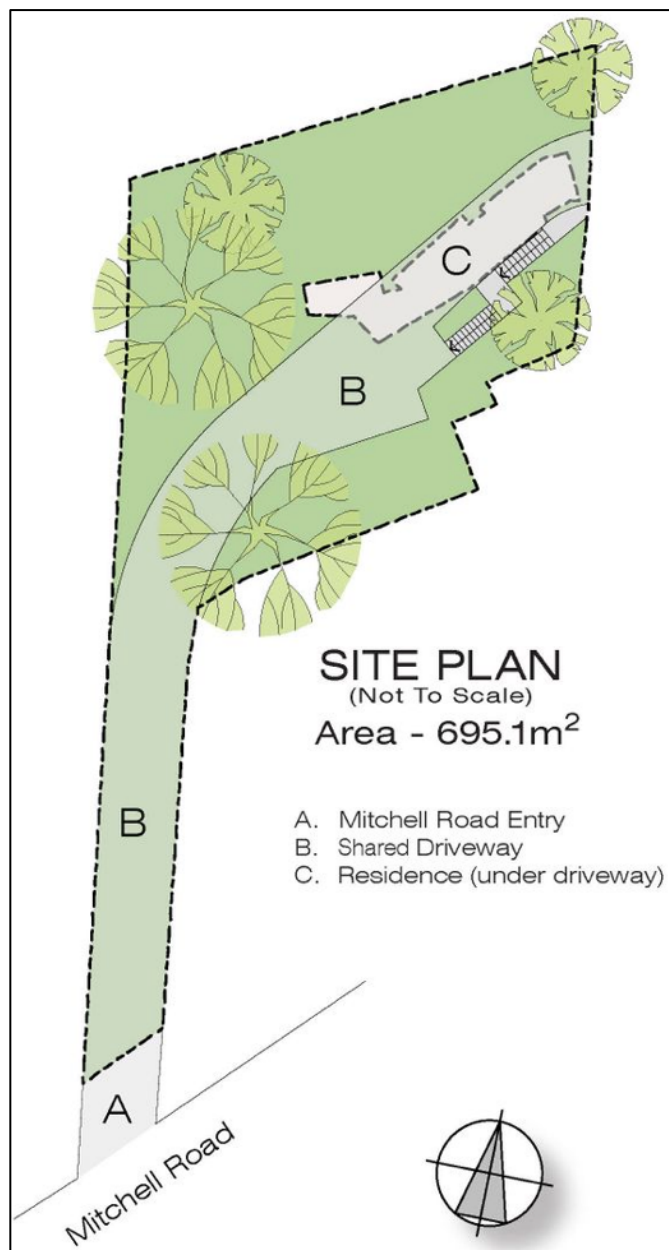 C
B
SITE PLAN
(Not To Scale)
Area - 695.1m²
B
A. Mitchell Road Entry
B. Shared Driveway
C. Residence (under driveway)
A
Mitchell Road